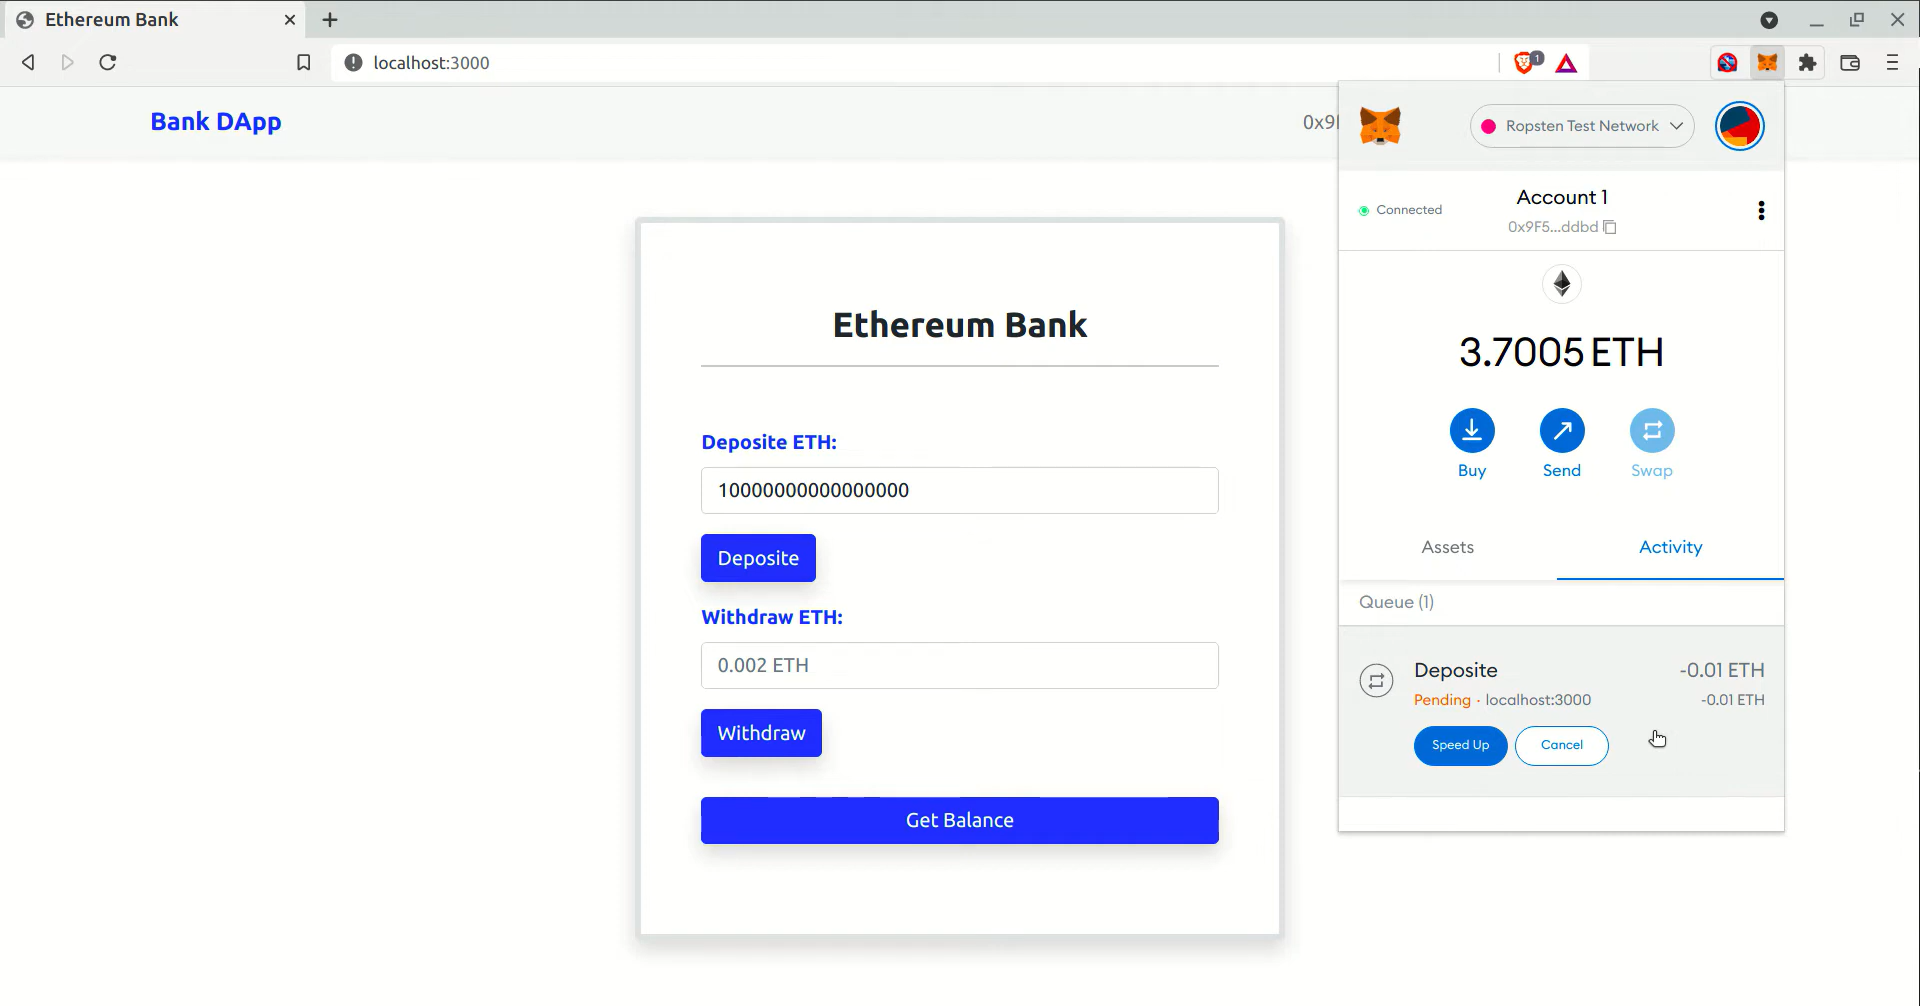 Ethereum Bank
localhost:3000
1
Bank DApp
0x9
Ropsten Test Network
Connected
Account 1
0x9F5...ddbd
3.7005 ETH
Buy
Send
Swap
Assets
Activity
Queue (1)
Deposite
-0.01 ETH
Pending · localhost:3000
-0.01 ETH
Speed Up
Cancel
Ethereum Bank
Deposite ETH:
10000000000000000
Deposite
Withdraw ETH:
0.002 ETH
Withdraw
Get Balance